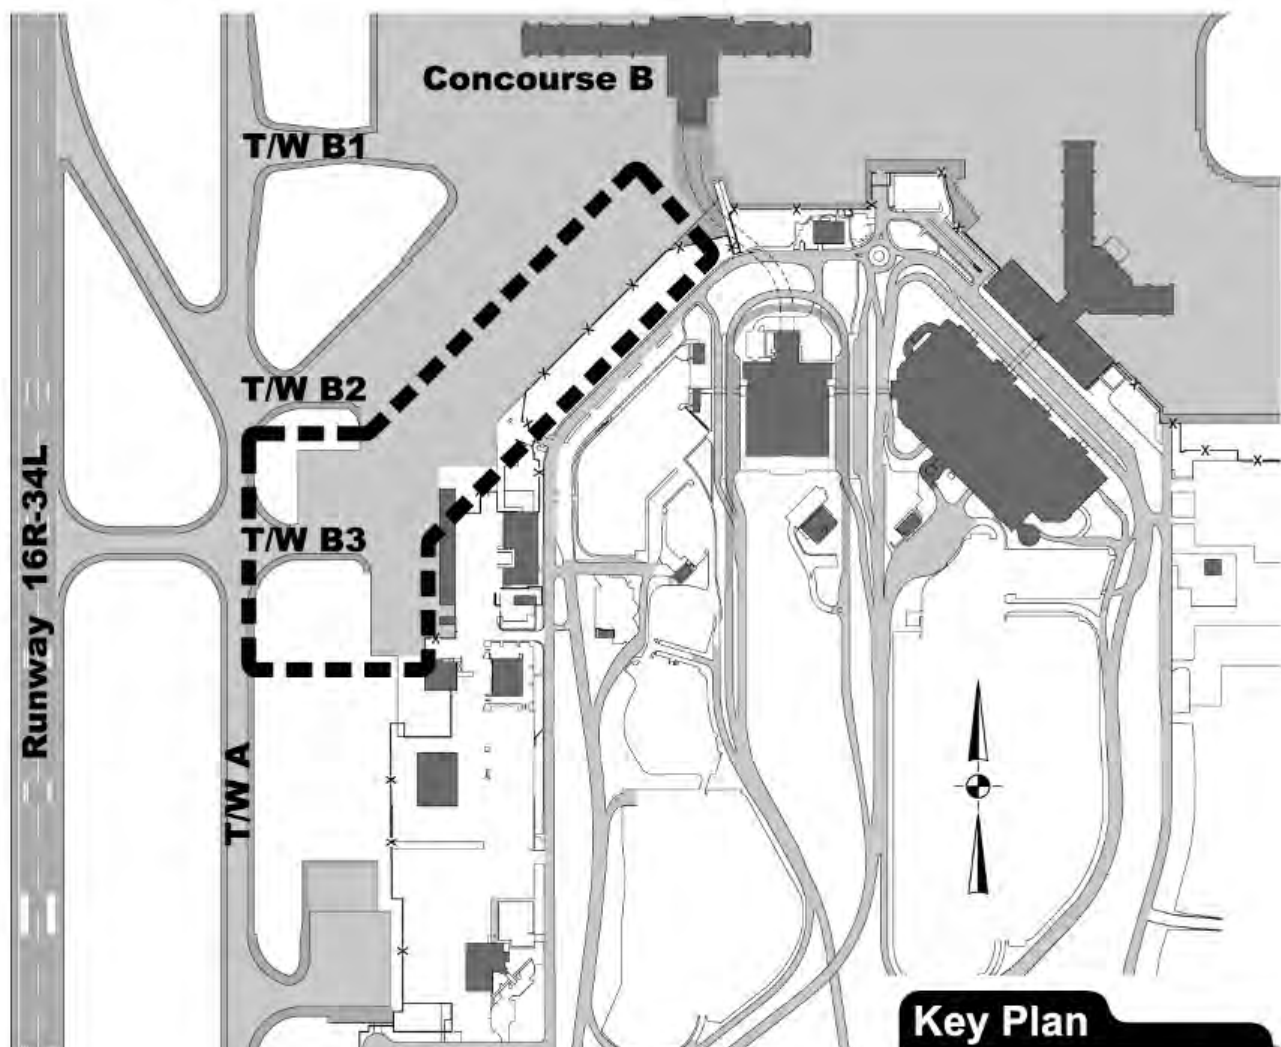 Concourse B
T/W B1
T/W B2
T/W B3
Runway 16R-34L
T/W A
Key Plan